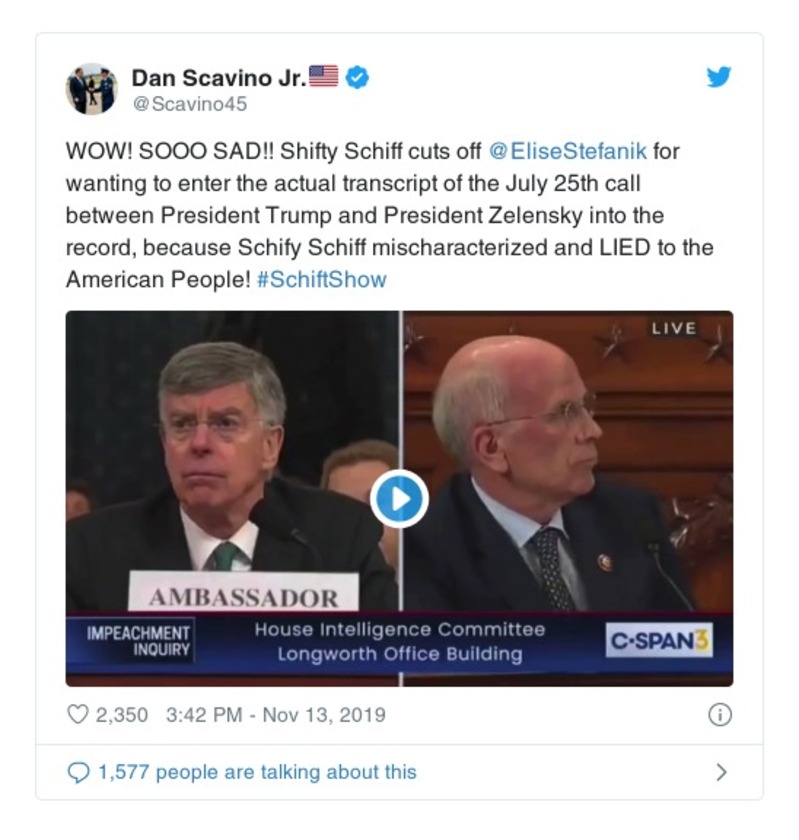 Dan Scavino Jr.🇺🇸
@Scavino45
WOW! SOOO SAD!! Shifty Schiff cuts off @EliseStefanik for
wanting to enter the actual transcript of the July 25th call
between President Trump and President Zelensky into the
record, because Schify Schiff mischaracterized and LIED to the
American People! #SchiftShow
LIVE
AMBASSADOR
IMPEACHMENT
INQUIRY
House Intelligence Committee
Longworth Office Building
C-SPAN3
2,350 3:42 PM - Nov 13, 2019
1,577 people are talking about this